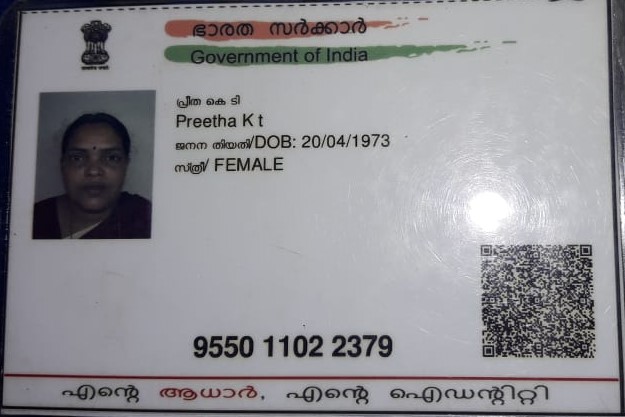 ഭാരത സർക്കാർ
Government of India
പ്രീത കെ ടി
Preetha K t
ജനന തിയതി/DOB: 20/04/1973
സ്ത്രീ/ FEMALE
9550 1102 2379
എന്റെ ആധാർ, എന്റെ ഐഡന്റിറ്റി